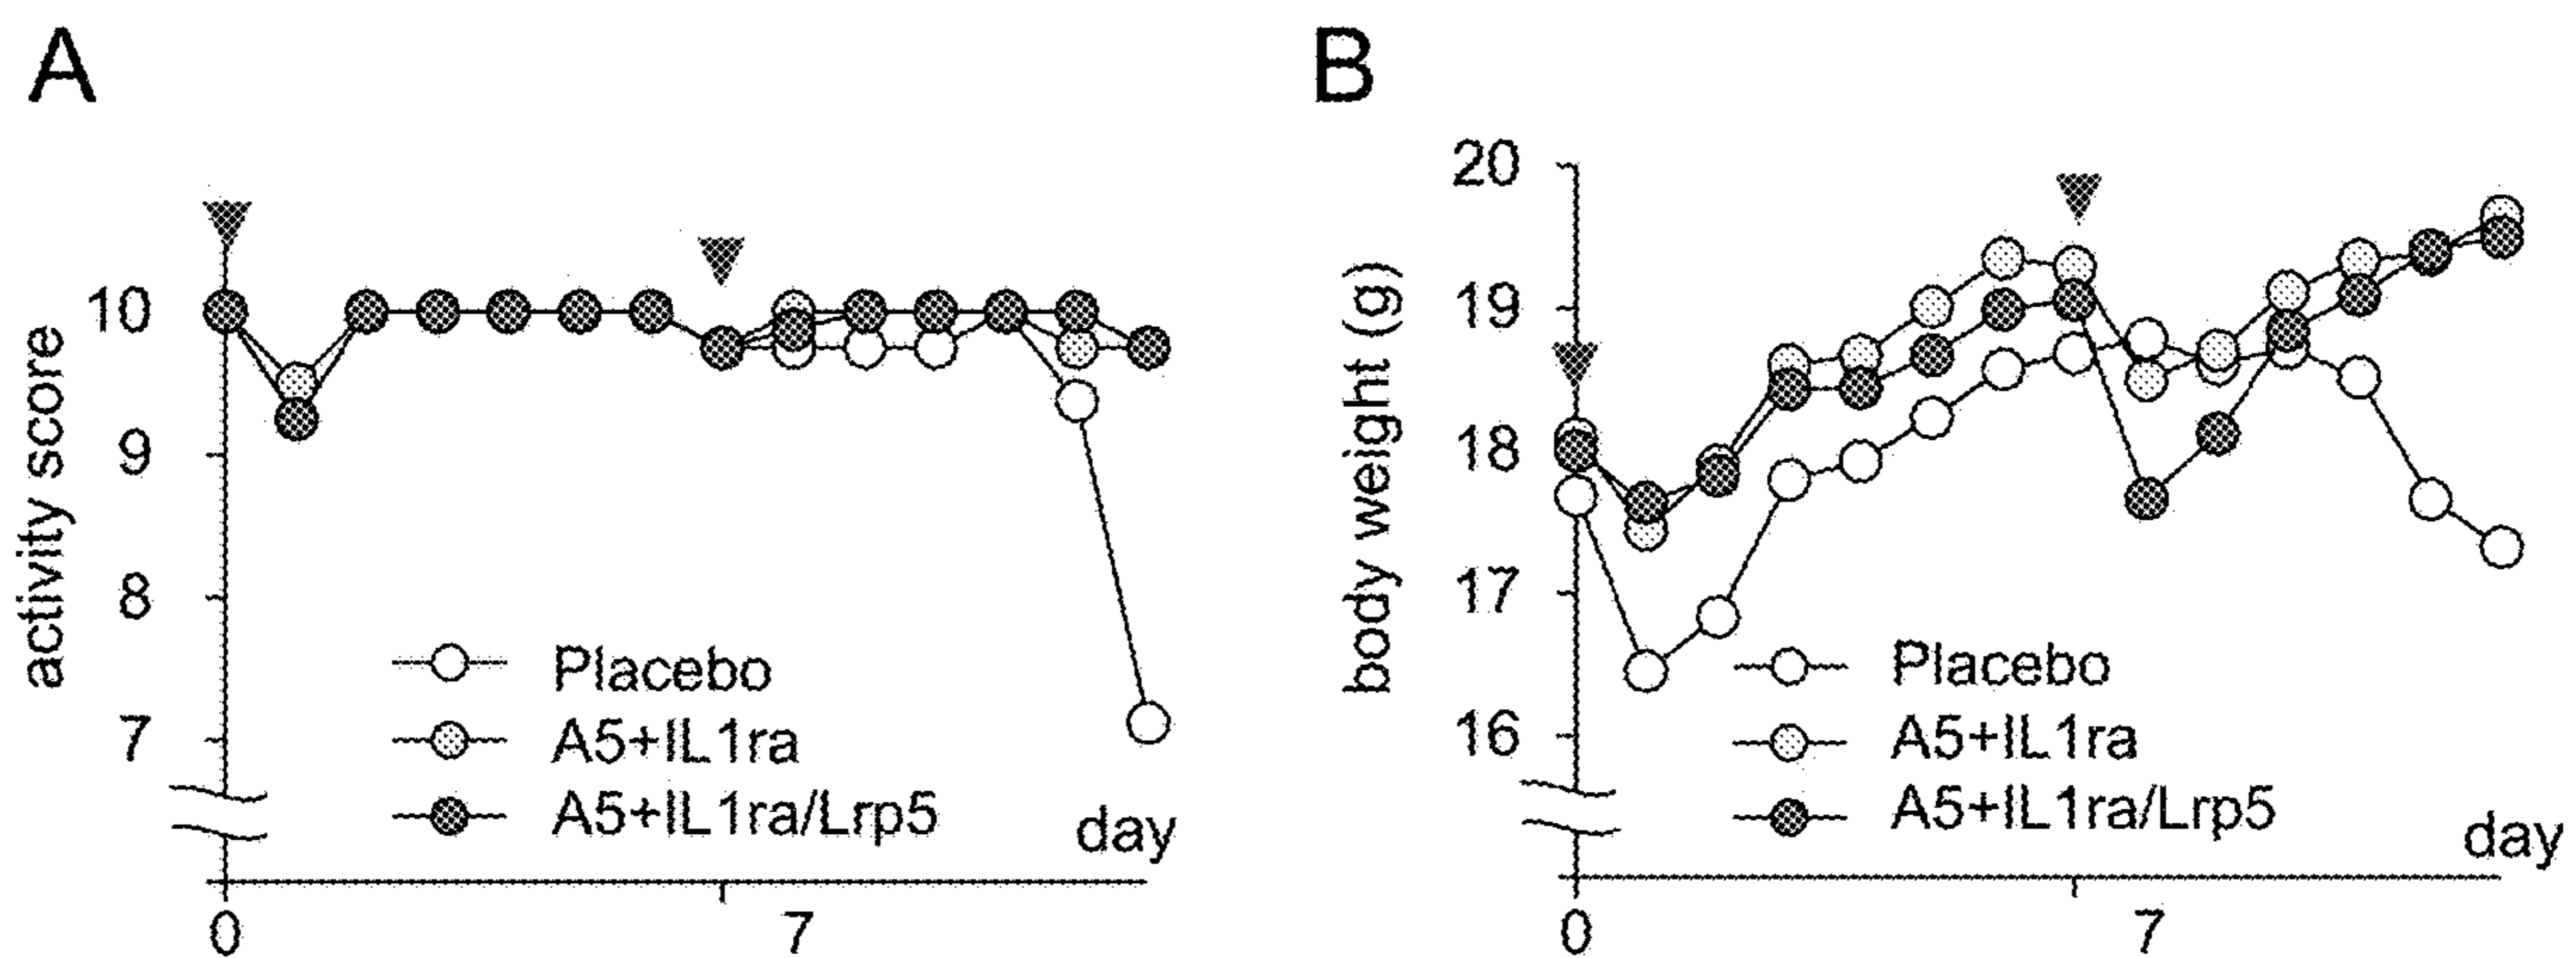 A
activity score
10
9
8
7
Placebo
A5+IL1ra
A5+IL1ra/Lrp5
day
0
7
B
body weight (g)
20
19
18
17
16
Placebo
A5+IL1ra
A5+IL1ra/Lrp5
day
0
7